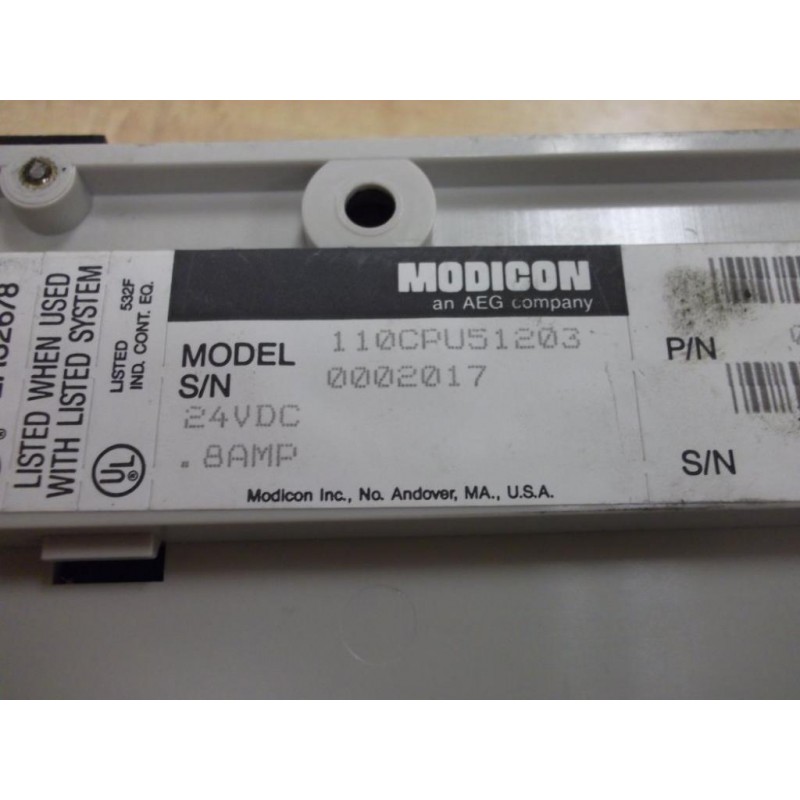 MODICON
an AEG company
MODEL 110CPU51203
S/N 0002017
24VDC
.8AMP
Modicon Inc., No. Andover, MA., U.S.A.
P/N
S/N
LISTED WHEN USED
WITH LISTED SYSTEM
LISTED 532F
IND. CONT. EQ.
UL